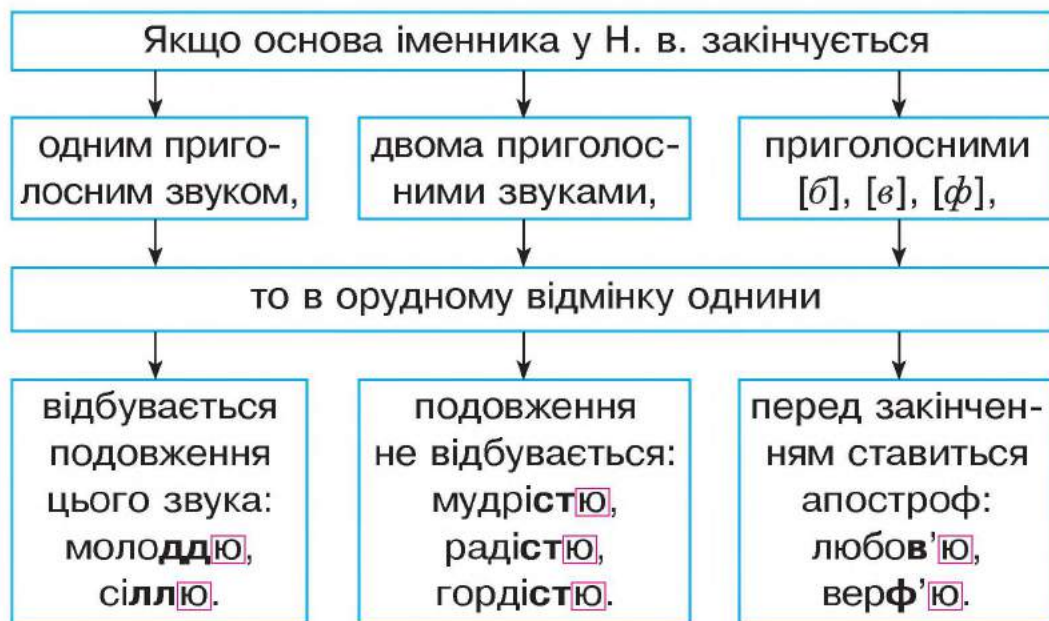 Якщо основа іменника у Н. в. закінчується
одним приго-
лосним звуком,
двома приголос-
ними звуками,
приголосними
[б], [в], [ф],
то в орудному відмінку однини
відбувається
подовження
цього звука:
молоддю,
сіллю.
подовження
не відбувається:
мудрістю,
радістю,
гордістю.
перед закінчен-
ням ставиться
апостроф:
любов’ю,
верф’ю.